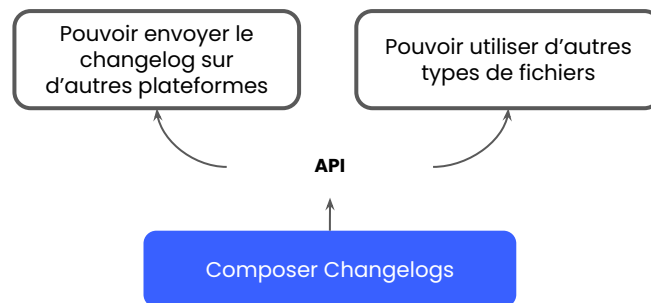 Pouvoir envoyer le
changelog sur
d’autres plateformes
Pouvoir utiliser d’autres
types de fichiers
API
Composer Changelogs